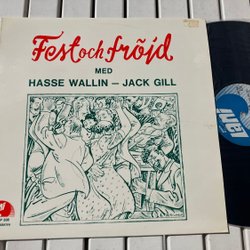 Fest och fröjd
MED
HASSE WALLIN – JACK GILL